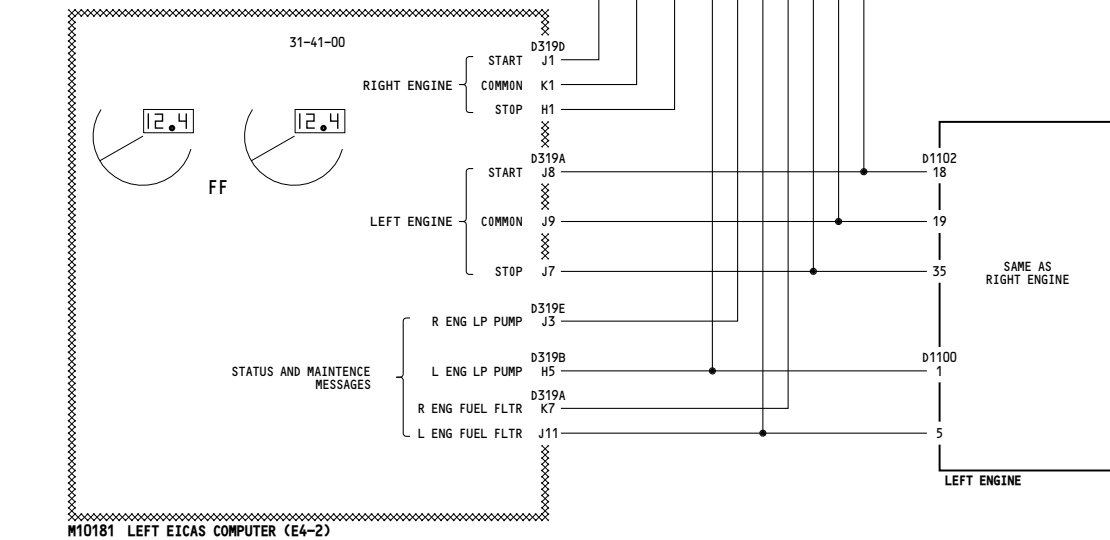 31-41-00
D319D
START J1
RIGHT ENGINE COMMON K1
STOP H1
12.4 12.4
FF
D319A
START J8
LEFT ENGINE COMMON J9
STOP J7
D1102
18
19
35
SAME AS
RIGHT ENGINE
D319E
R ENG LP PUMP J3
D319B
L ENG LP PUMP H5
STATUS AND MAINTENCE
MESSAGES
D319A
R ENG FUEL FLTR K7
L ENG FUEL FLTR J11
D1100
1
5
LEFT ENGINE
M10181 LEFT EICAS COMPUTER (E4-2)